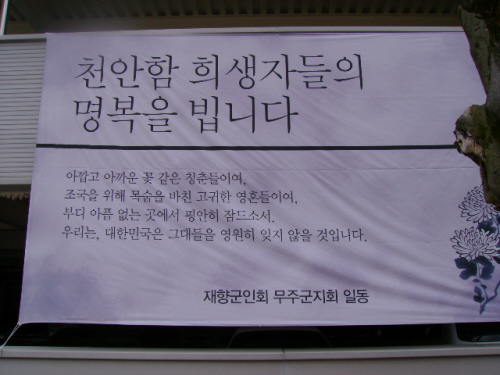 천안함 희생자들의
명복을 빕니다
아깝고 아까운 꽃 같은 청춘들이여,
조국을 위해 목숨을 바친 고귀한 영혼들이여,
부디 아픔 없는 곳에서 평안히 잠드소서.
우리는, 대한민국은 그대들을 영원히 잊지 않을 것입니다.
재향군인회 무주군지회 일동